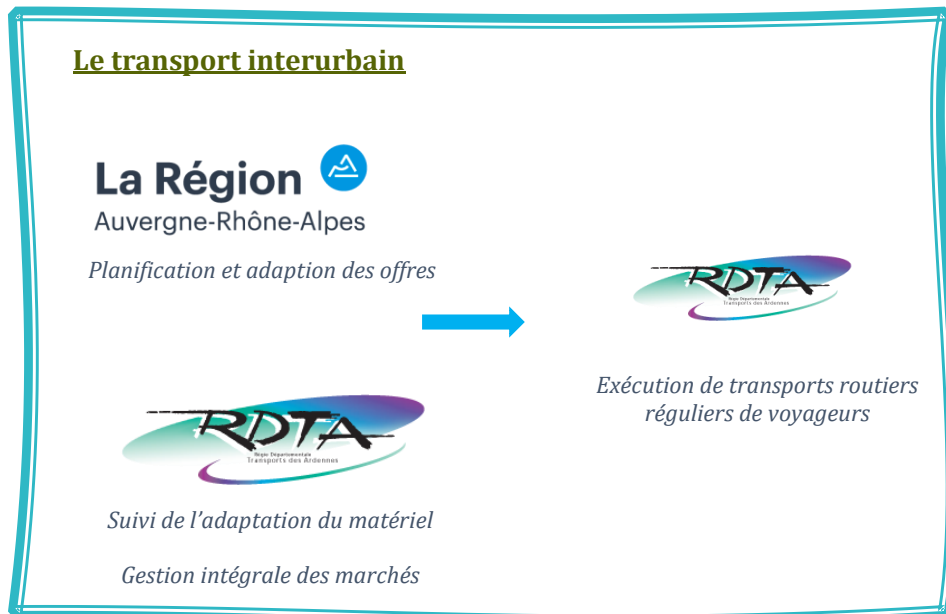 Le transport interurbain
La Région
Auvergne-Rhône-Alpes
Planification et adaption des offres
RDTA
Régie Départementale
Transports des Ardennes
Suivi de l'adaptation du matériel
Gestion intégrale des marchés
RDTA
Régie Départementale
Transports des Ardennes
Exécution de transports routiers
réguliers de voyageurs